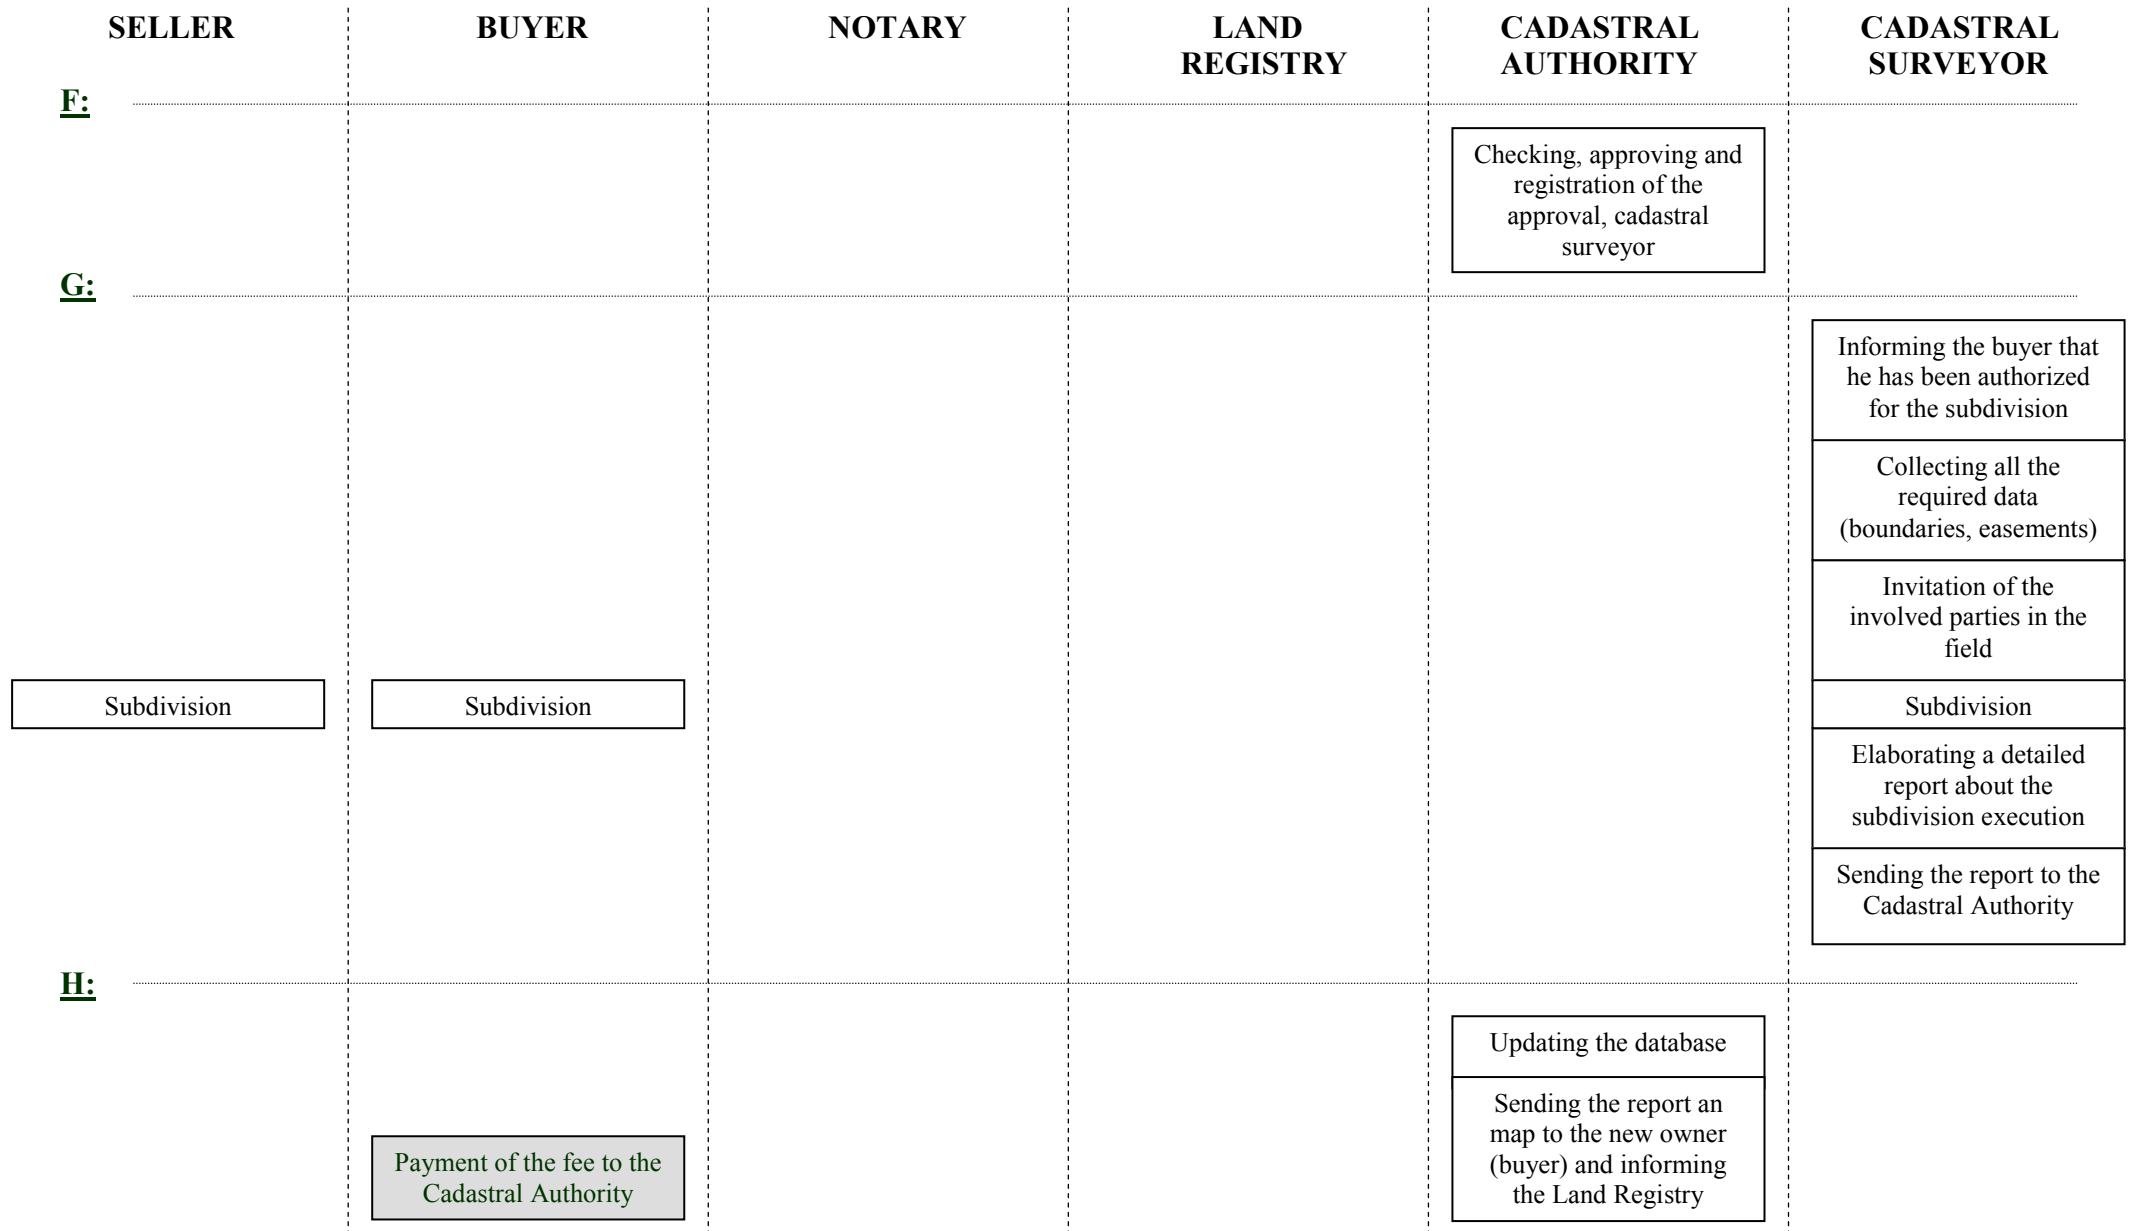 SELLER
BUYER
NOTARY
LAND
REGISTRY
CADASTRAL
AUTHORITY
CADASTRAL
SURVEYOR
F:
Checking, approving and
registration of the
approval, cadastral
surveyor
G:
Informing the buyer that
he has been authorized
for the subdivision
Collecting all the
required data
(boundaries, easements)
Invitation of the
involved parties in the
field
Subdivision
Subdivision
Subdivision
Elaborating a detailed
report about the
subdivision execution
Sending the report to the
Cadastral Authority
H:
Updating the database
Sending the report an
map to the new owner
(buyer) and informing
the Land Registry
Payment of the fee to the
Cadastral Authority